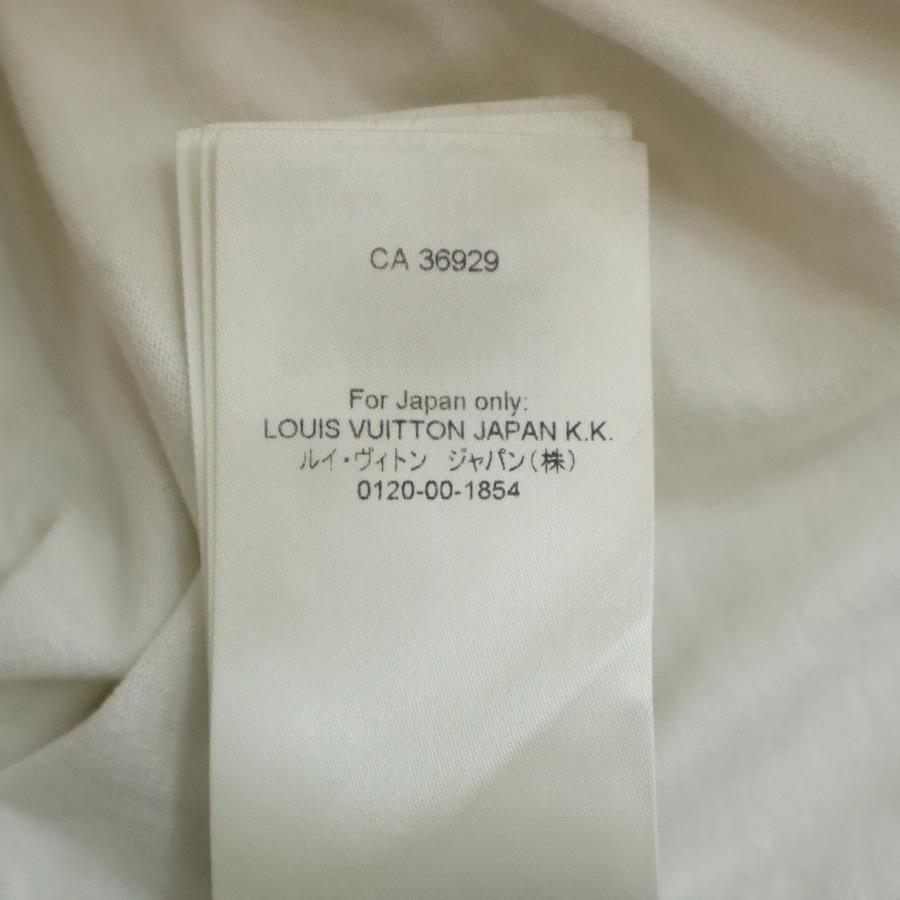 CA 36929
For Japan only:
LOUIS VUITTON JAPAN K.K.
ルイ・ヴィトン ジャパン(株)
0120-00-1854